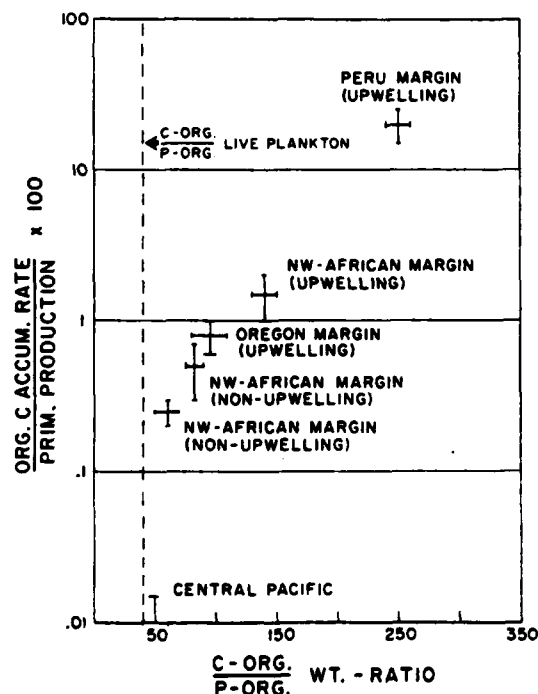 100
10
1
.1
.01
ORG. C ACCUM. RATE
PRIM. PRODUCTION
x 100
PERU MARGIN
(UPWELLING)
C-ORG.
P-ORG.
LIVE PLANKTON
NW-AFRICAN MARGIN
(UPWELLING)
OREGON MARGIN
(UPWELLING)
NW-AFRICAN MARGIN
(NON-UPWELLING)
NW-AFRICAN MARGIN
(NON-UPWELLING)
CENTRAL PACIFIC
50
150
250
350
C-ORG.
P-ORG.
WT.-RATIO